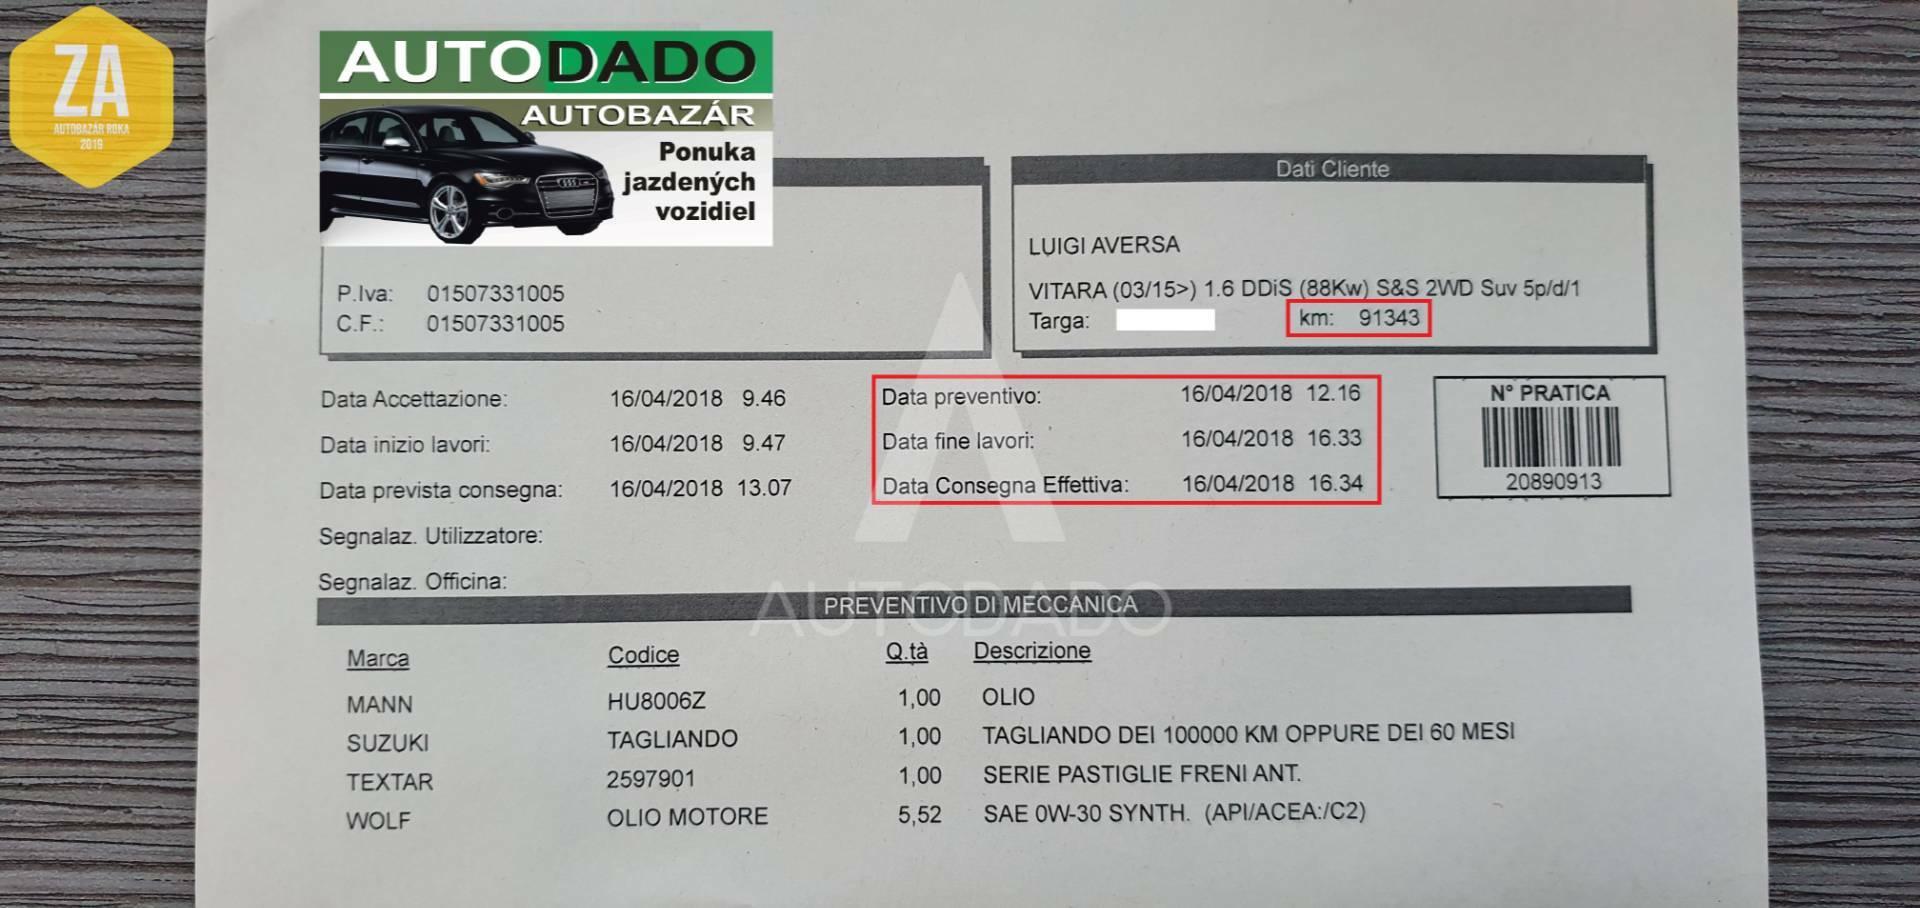 ZA
AUTOBAZÁR ROKA
2019
AUTODADO
AUTOBAZÁR
Ponuka
jazdených
vozidiel
P.Iva: 01507331005
C.F.: 01507331005
Dati Cliente
LUIGI AVERSA
VITARA (03/15>) 1.6 DDiS (88Kw) S&S 2WD Suv 5p/d/1
Targa: km: 91343
Data Accettazione: 16/04/2018 9.46
Data inizio lavori: 16/04/2018 9.47
Data prevista consegna: 16/04/2018 13.07
Segnalaz. Utilizzatore:
Segnalaz. Officina:
Data preventivo: 16/04/2018 12.16
Data fine lavori: 16/04/2018 16.33
Data Consegna Effettiva: 16/04/2018 16.34
N° PRATICA
20890913
PREVENTIVO DI MECCANICA
AUTODADO
Marca Codice Q.tà Descrizione
MANN HU8006Z 1,00 OLIO
SUZUKI TAGLIANDO 1,00 TAGLIANDO DEI 100000 KM OPPURE DEI 60 MESI
TEXTAR 2597901 1,00 SERIE PASTIGLIE FRENI ANT.
WOLF OLIO MOTORE 5,52 SAE 0W-30 SYNTH. (API/ACEA:/C2)